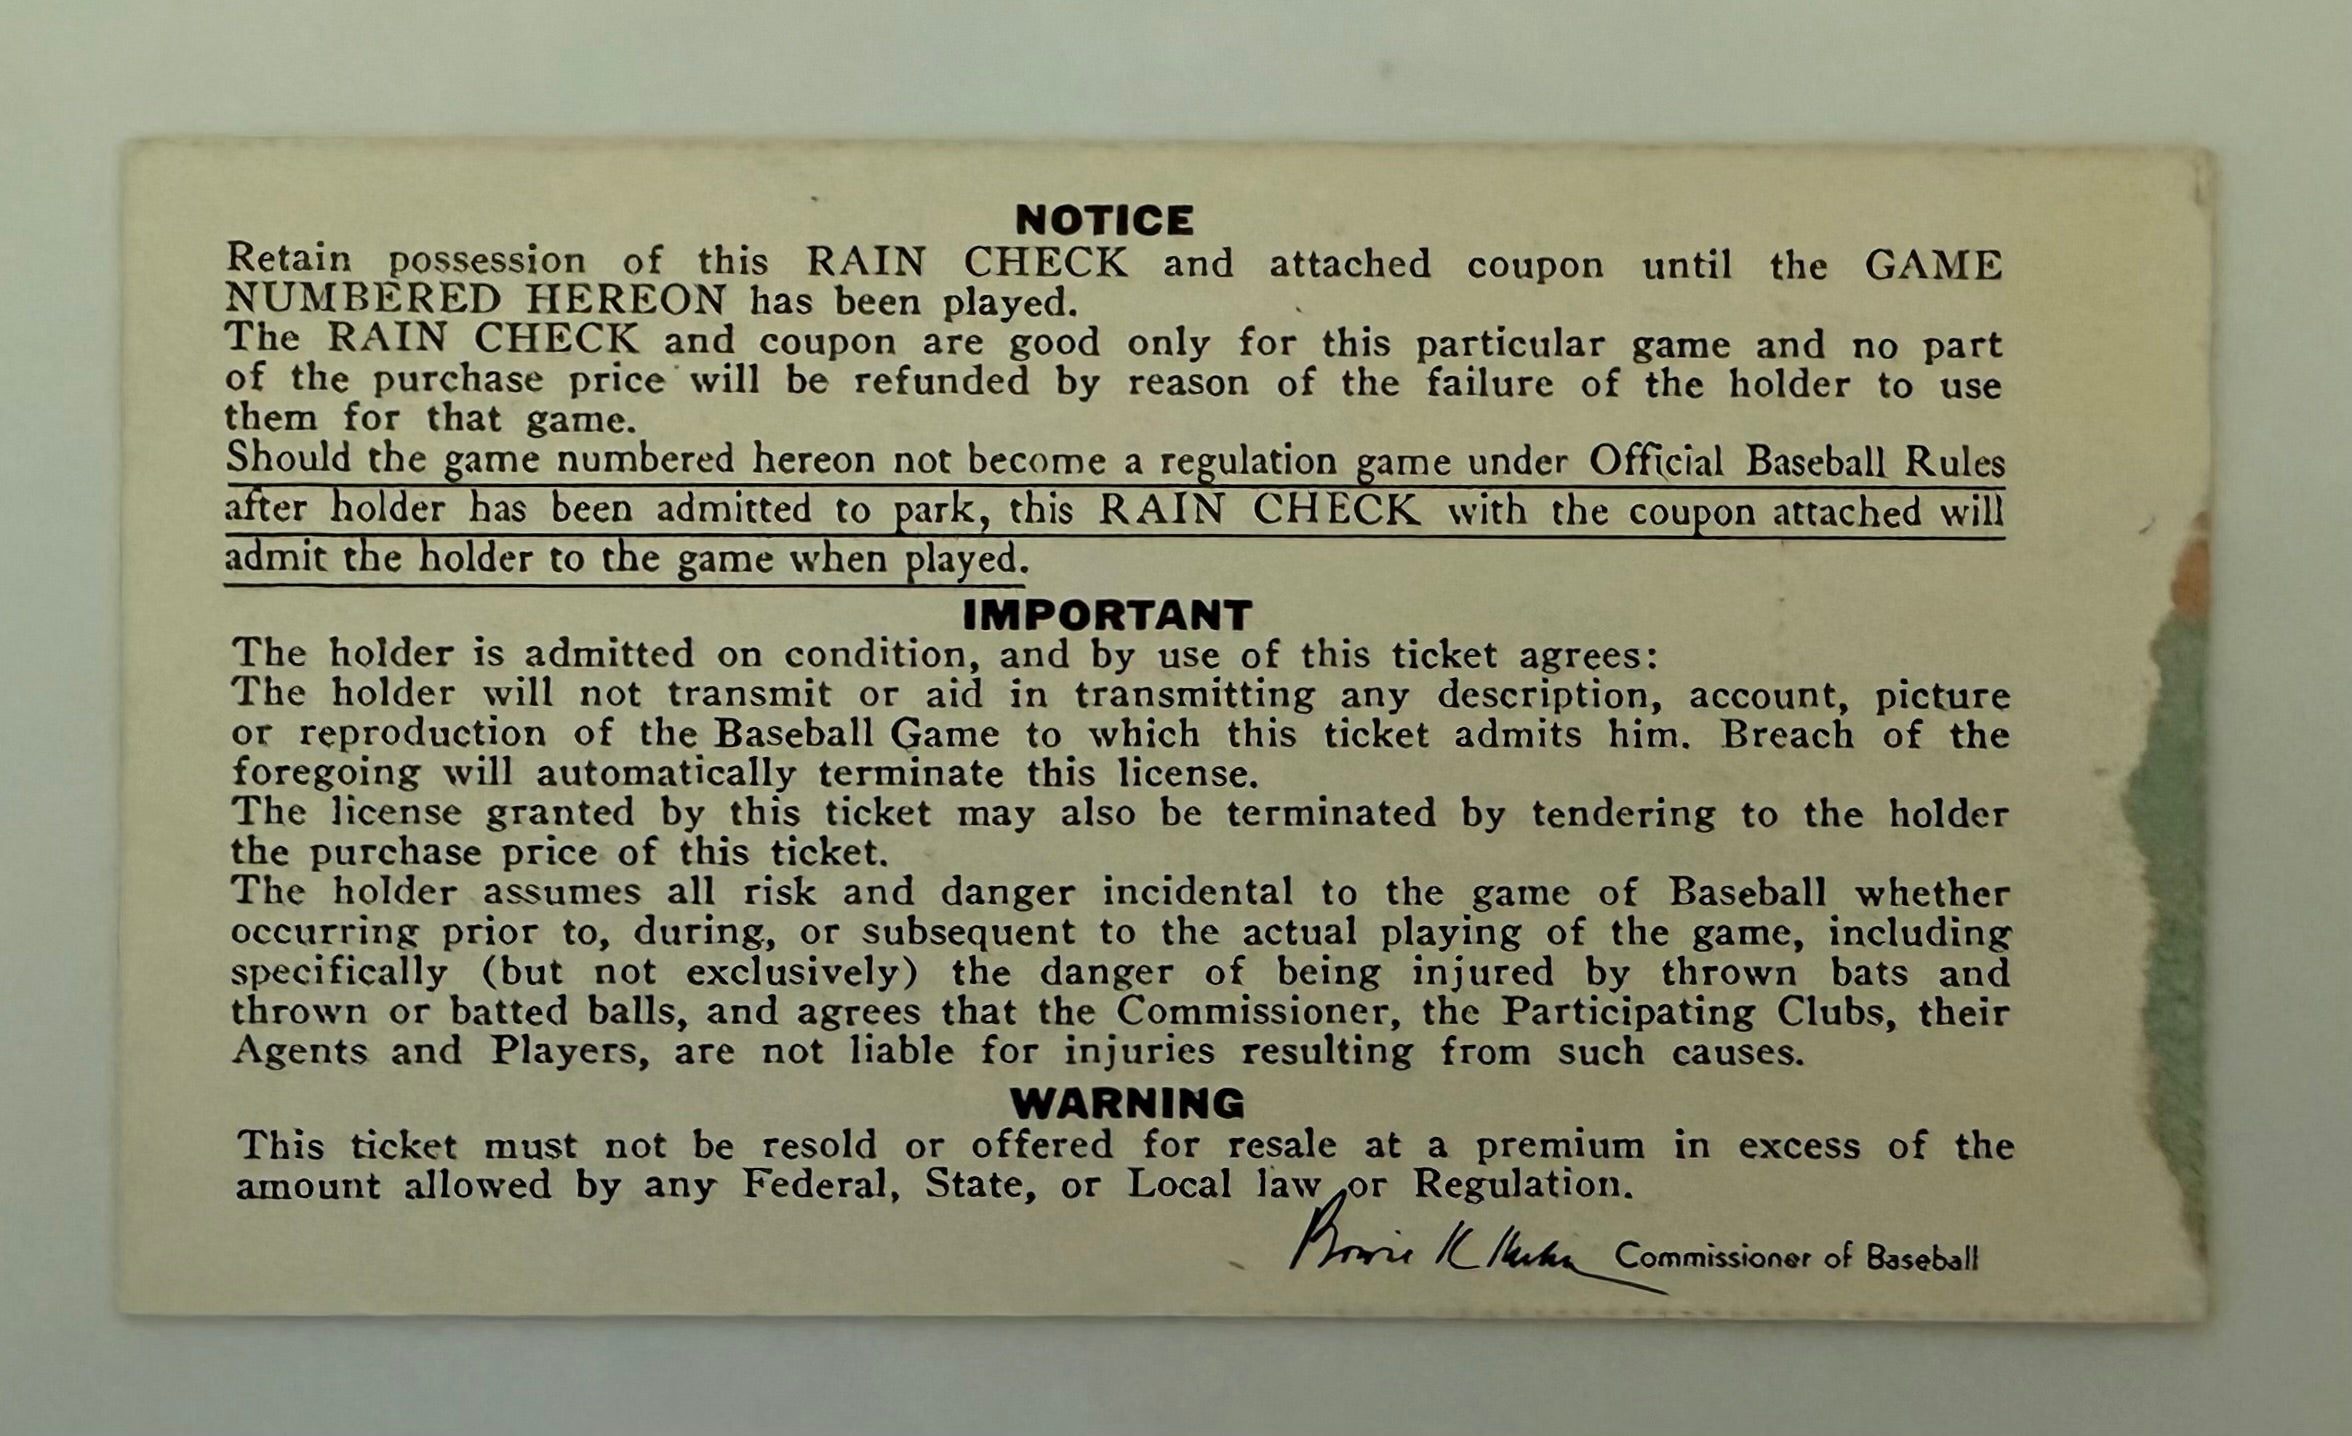 NOTICE
Retain possession of this RAIN CHECK and attached coupon until the GAME
NUMBERED HEREON has been played.
The RAIN CHECK and coupon are good only for this particular game and no part
of the purchase price will be refunded by reason of the failure of the holder to use
them for that game.
Should the game numbered hereon not become a regulation game under Official Baseball Rules
after holder has been admitted to park, this RAIN CHECK with the coupon attached will
admit the holder to the game when played.
IMPORTANT
The holder is admitted on condition, and by use of this ticket agrees:
The holder will not transmit or aid in transmitting any description, account, picture
or reproduction of the Baseball Game to which this ticket admits him. Breach of the
foregoing will automatically terminate this license.
The license granted by this ticket may also be terminated by tendering to the holder
the purchase price of this ticket.
The holder assumes all risk and danger incidental to the game of Baseball whether
occurring prior to, during, or subsequent to the actual playing of the game, including
specifically (but not exclusively) the danger of being injured by thrown bats and
thrown or batted balls, and agrees that the Commissioner, the Participating Clubs, their
Agents and Players, are not liable for injuries resulting from such causes.
WARNING
This ticket must not be resold or offered for resale at a premium in excess of the
amount allowed by any Federal, State, or Local law or Regulation.
Bowie K Kuhn Commissioner of Baseball